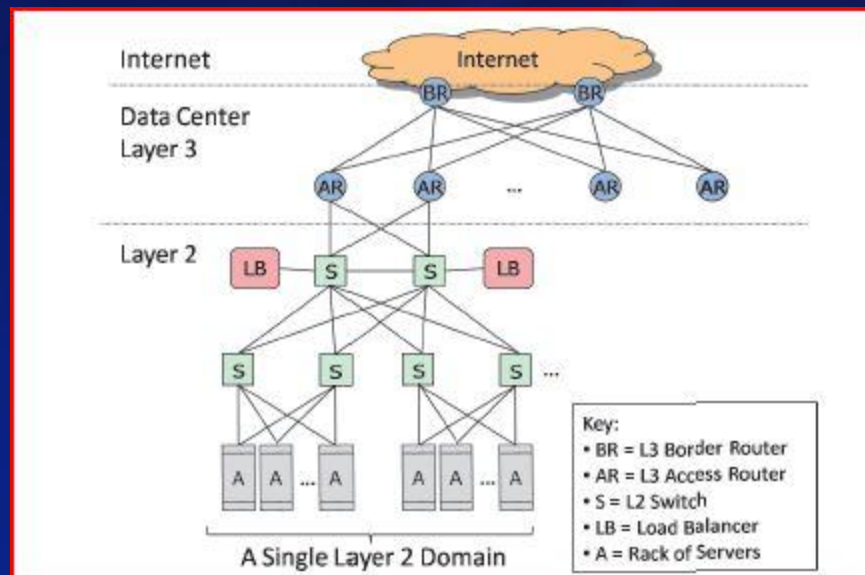 Internet
Internet
BR BR
Data Center
Layer 3
AR AR ... AR AR
Layer 2
LB S S LB
S S S S ...
A A ... A A A ... A
A Single Layer 2 Domain
Key:
• BR = L3 Border Router
• AR = L3 Access Router
• S = L2 Switch
• LB = Load Balancer
• A = Rack of Servers